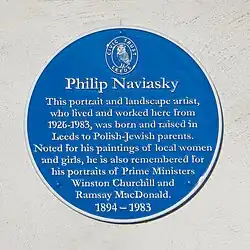 CIVIC TRUST
LEEDS
Philip Naviasky
This portrait and landscape artist,
who lived and worked here from
1926-1983, was born and raised in
Leeds to Polish-Jewish parents.
Noted for his paintings of local women
and girls, he is also remembered for
his portraits of Prime Ministers
Winston Churchill and
Ramsay MacDonald.
1894 – 1983